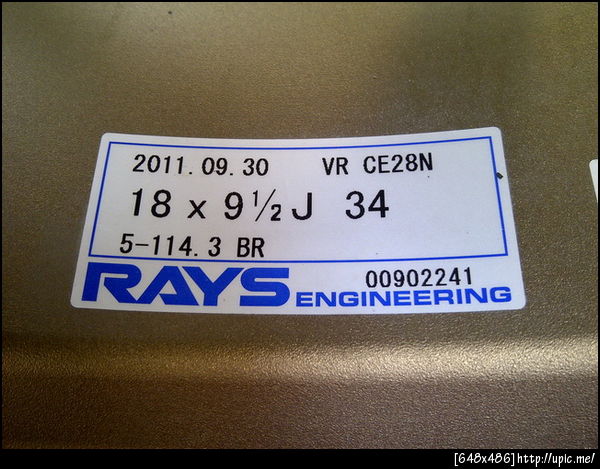 2011.09.30 VR CE28N
18 x 9½J 34
5-114.3 BR
00902241
RAYS ENGINEERING
[648x486]http://upic.me/